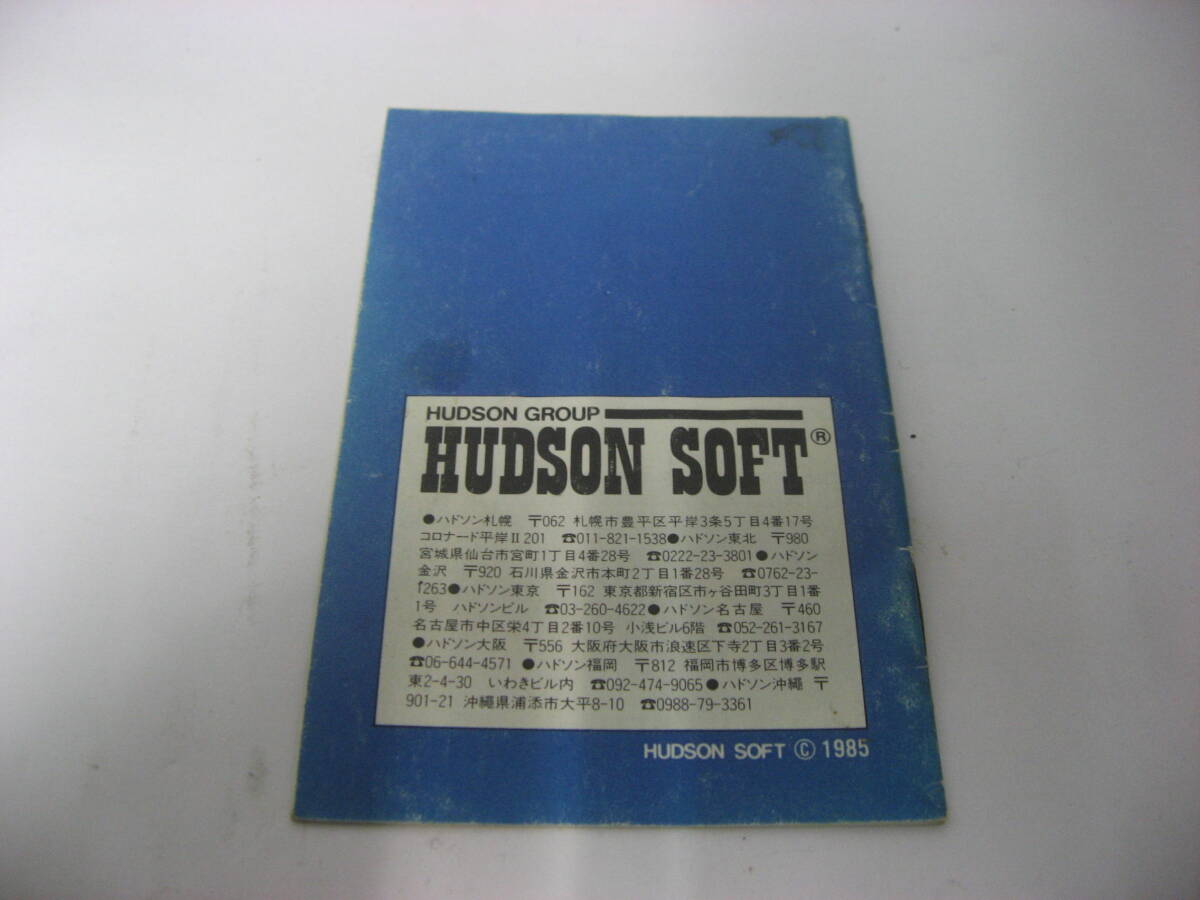 HUDSON GROUP
HUDSON SOFT®
●ハドソン札幌 〒062 札幌市豊平区平岸3条5丁目4番17号
コロナード平岸II 201 ☎011-821-1538●ハドソン東北 〒980
宮城県仙台市宮町1丁目4番28号 ☎0222-23-3801●ハドソン
金沢 〒920 石川県金沢市本町2丁目1番28号 ☎0762-23-
1263●ハドソン東京 〒162 東京都新宿区市ヶ谷田町3丁目1番
1号 ハドソンビル ☎03-260-4622●ハドソン名古屋 〒460
名古屋市中区栄4丁目2番10号 小浅ビル6階 ☎052-261-3167
●ハドソン大阪 〒556 大阪府大阪市浪速区下寺2丁目3番2号
☎06-644-4571 ●ハドソン福岡 〒812 福岡市博多区博多駅
東2-4-30 いわきビル内 ☎092-474-9065●ハドソン沖縄 〒
901-21 沖縄県浦添市大平8-10 ☎0988-79-3361
HUDSON SOFT © 1985